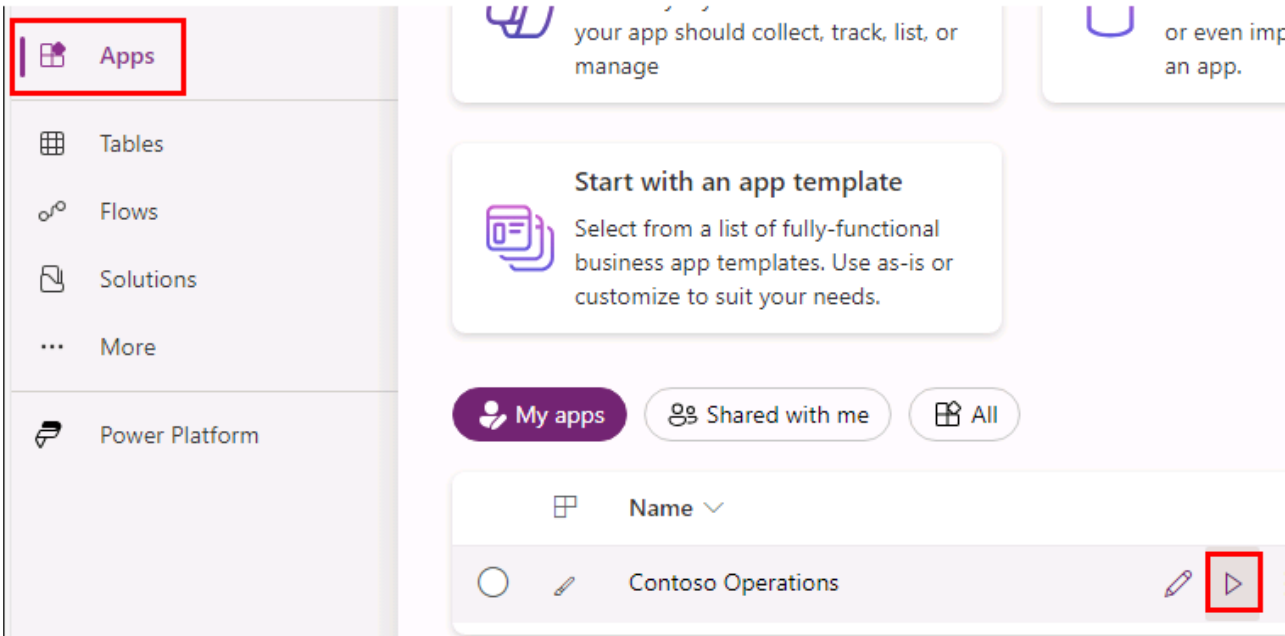 Apps
Tables
Flows
Solutions
More
Power Platform
your app should collect, track, list, or
manage
or even imp
an app.
Start with an app template
Select from a list of fully-functional
business app templates. Use as-is or
customize to suit your needs.
My apps
Shared with me
All
Name
Contoso Operations